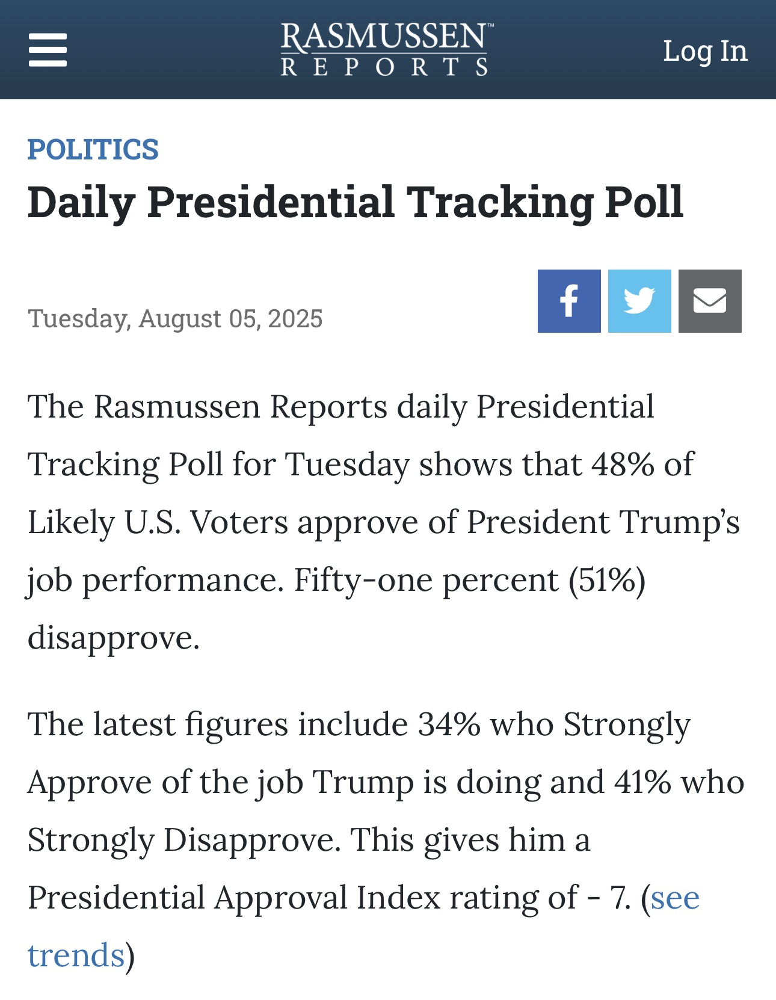 RASMUSSEN™
REPORTS
Log In
POLITICS
Daily Presidential Tracking Poll
Tuesday, August 05, 2025
The Rasmussen Reports daily Presidential
Tracking Poll for Tuesday shows that 48% of
Likely U.S. Voters approve of President Trump’s
job performance. Fifty-one percent (51%)
disapprove.
The latest figures include 34% who Strongly
Approve of the job Trump is doing and 41% who
Strongly Disapprove. This gives him a
Presidential Approval Index rating of - 7. (see
trends)